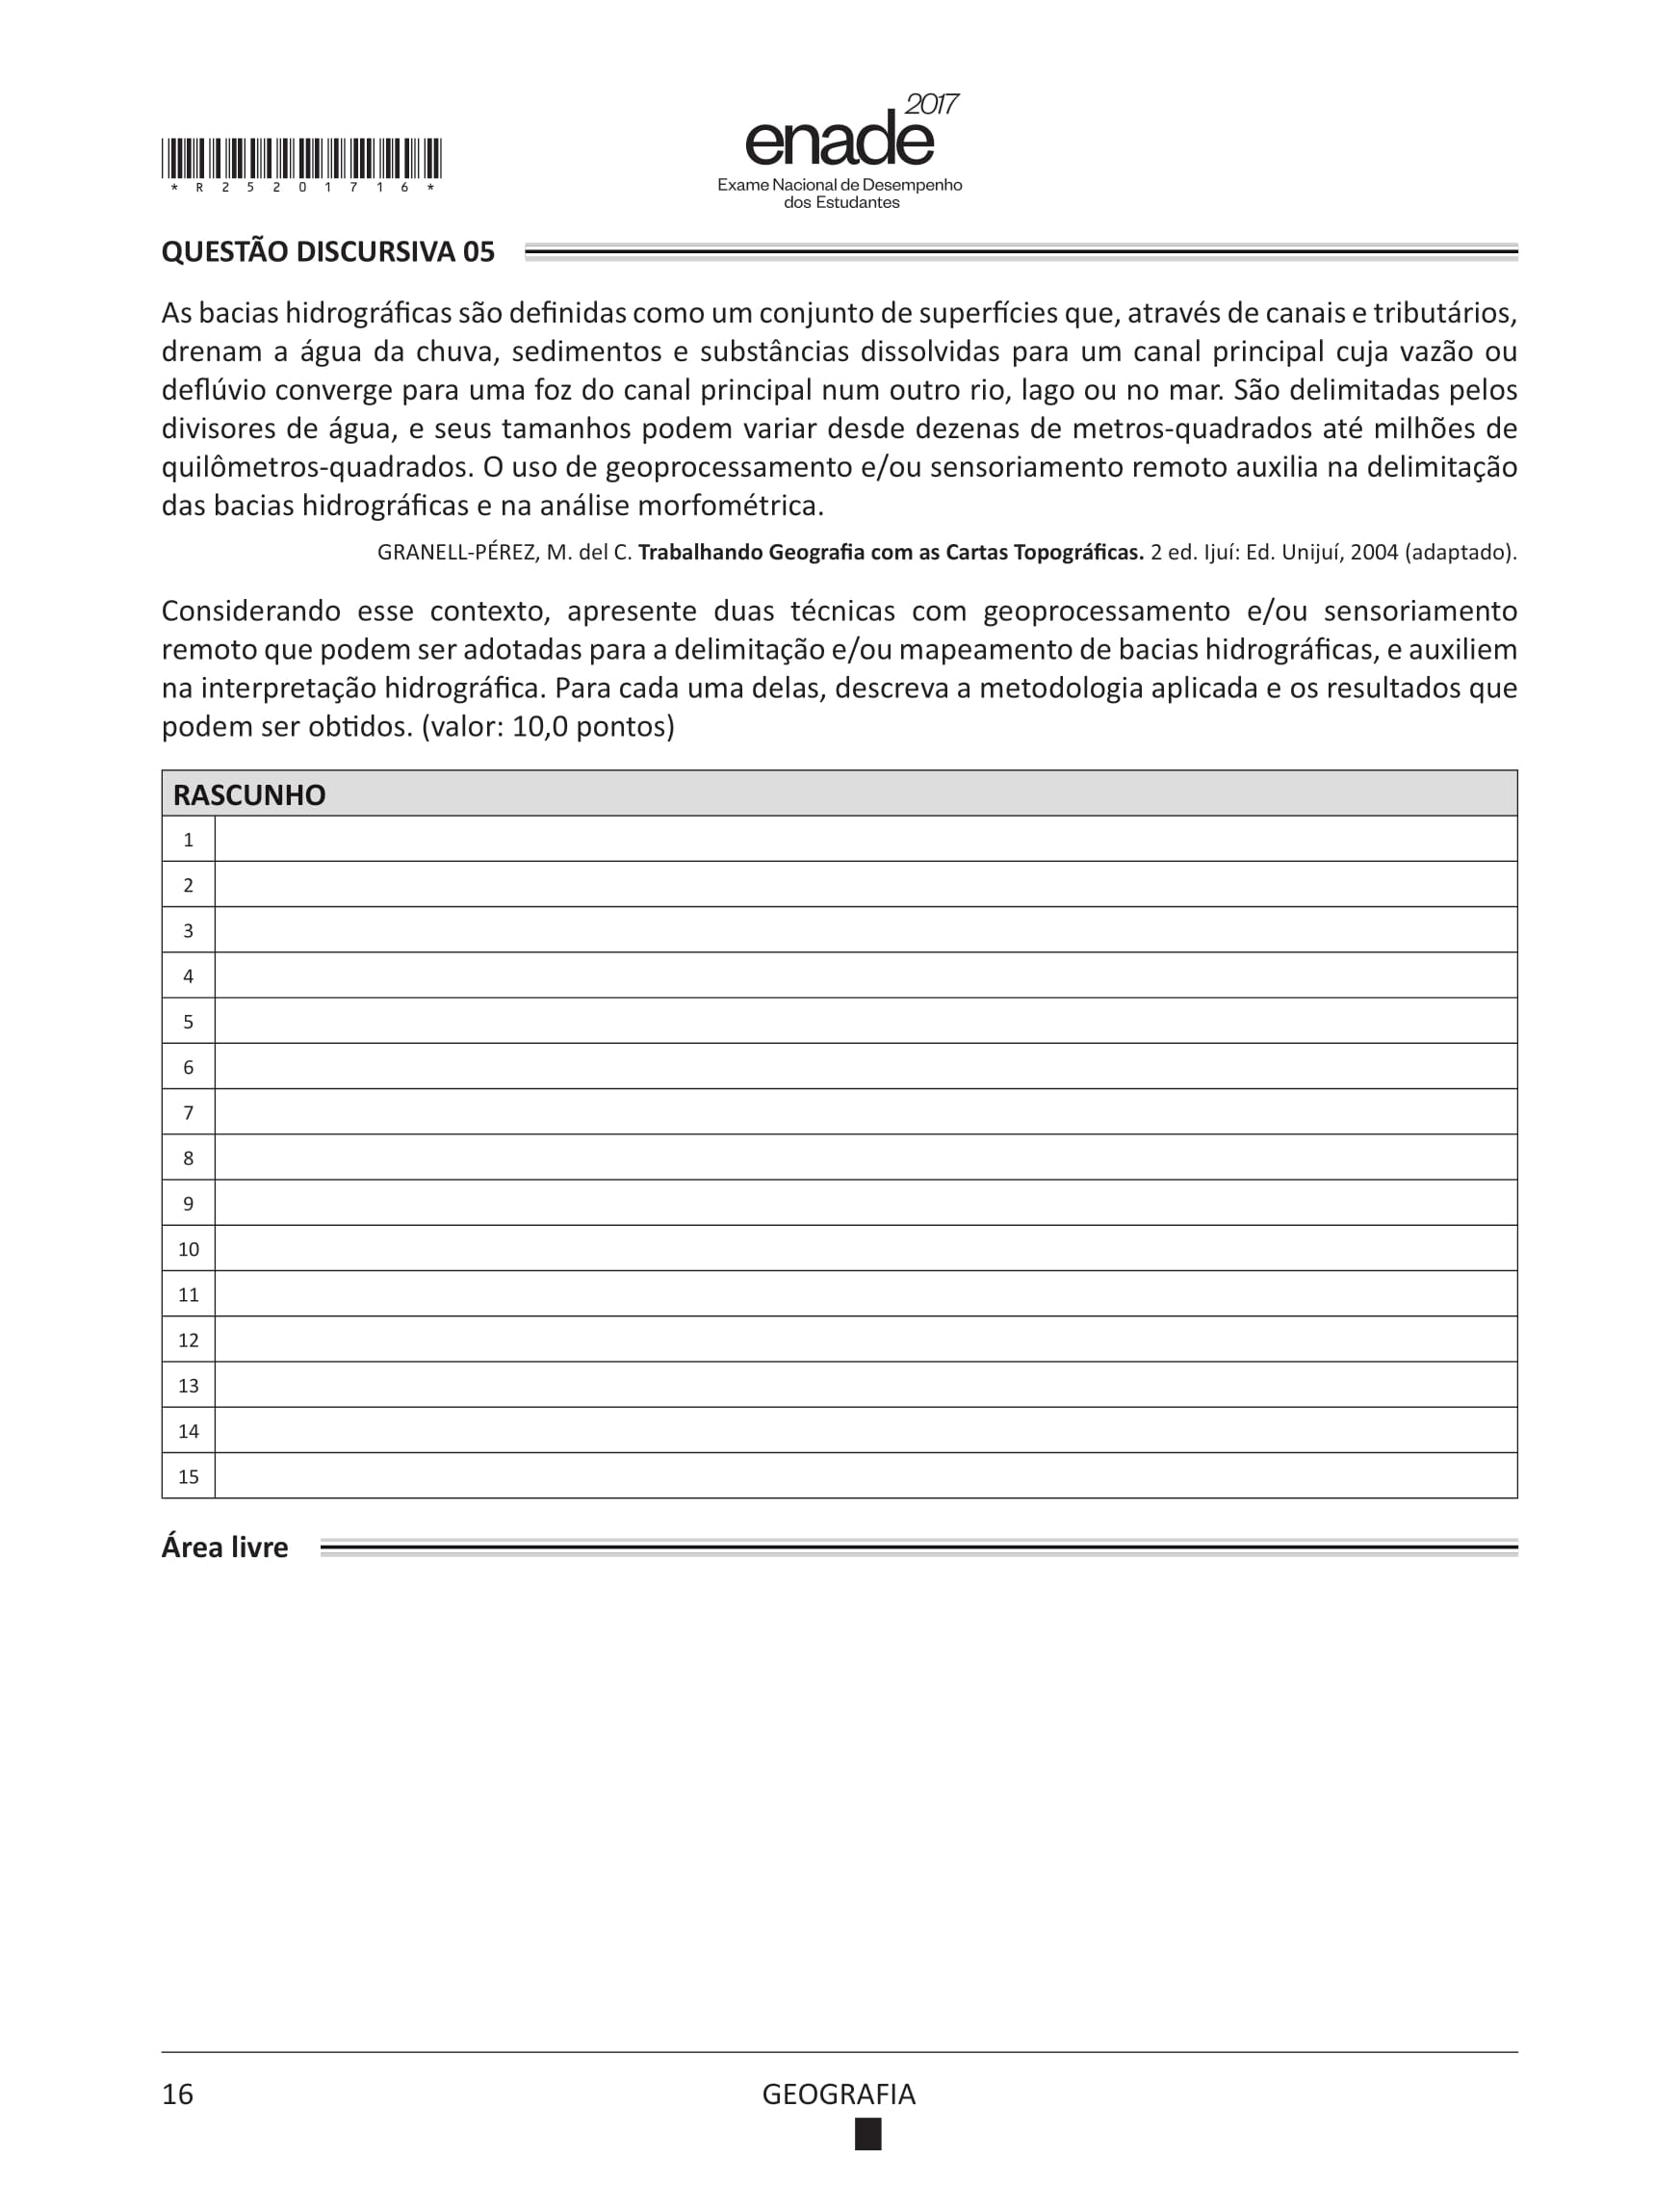 2017
enade
Exame Nacional de Desempenho
dos Estudantes
* R 2 5 2 0 1 7 1 6 *
QUESTÃO DISCURSIVA 05
As bacias hidrográficas são definidas como um conjunto de superfícies que, através de canais e tributários,
drenam a água da chuva, sedimentos e substâncias dissolvidas para um canal principal cuja vazão ou
deflúvio converge para uma foz do canal principal num outro rio, lago ou no mar. São delimitadas pelos
divisores de água, e seus tamanhos podem variar desde dezenas de metros-quadrados até milhões de
quilômetros-quadrados. O uso de geoprocessamento e/ou sensoriamento remoto auxilia na delimitação
das bacias hidrográficas e na análise morfométrica.
GRANELL-PÉREZ, M. del C. Trabalhando Geografia com as Cartas Topográficas. 2 ed. Ijuí: Ed. Unijuí, 2004 (adaptado).
Considerando esse contexto, apresente duas técnicas com geoprocessamento e/ou sensoriamento
remoto que podem ser adotadas para a delimitação e/ou mapeamento de bacias hidrográficas, e auxiliem
na interpretação hidrográfica. Para cada uma delas, descreva a metodologia aplicada e os resultados que
podem ser obtidos. (valor: 10,0 pontos)
RASCUNHO
1
2
3
4
5
6
7
8
9
10
11
12
13
14
15
Área livre
16
GEOGRAFIA